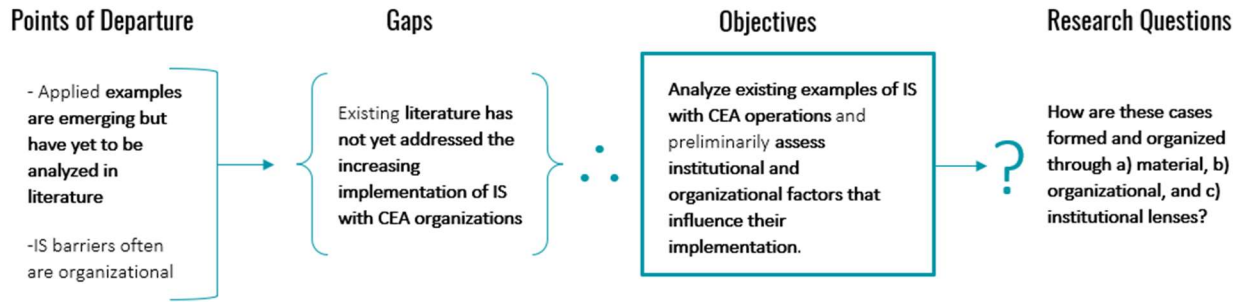 Points of Departure
- Applied examples
are emerging but
have yet to be
analyzed in
literature
-IS barriers often
are organizational
Gaps
Existing literature has
not yet addressed the
increasing
implementation of IS
with CEA organizations
∴
Objectives
Analyze existing examples of IS
with CEA operations and
preliminarily assess
institutional and
organizational factors that
influence their
implementation.
?
Research Questions
How are these cases
formed and organized
through a) material, b)
organizational, and c)
institutional lenses?